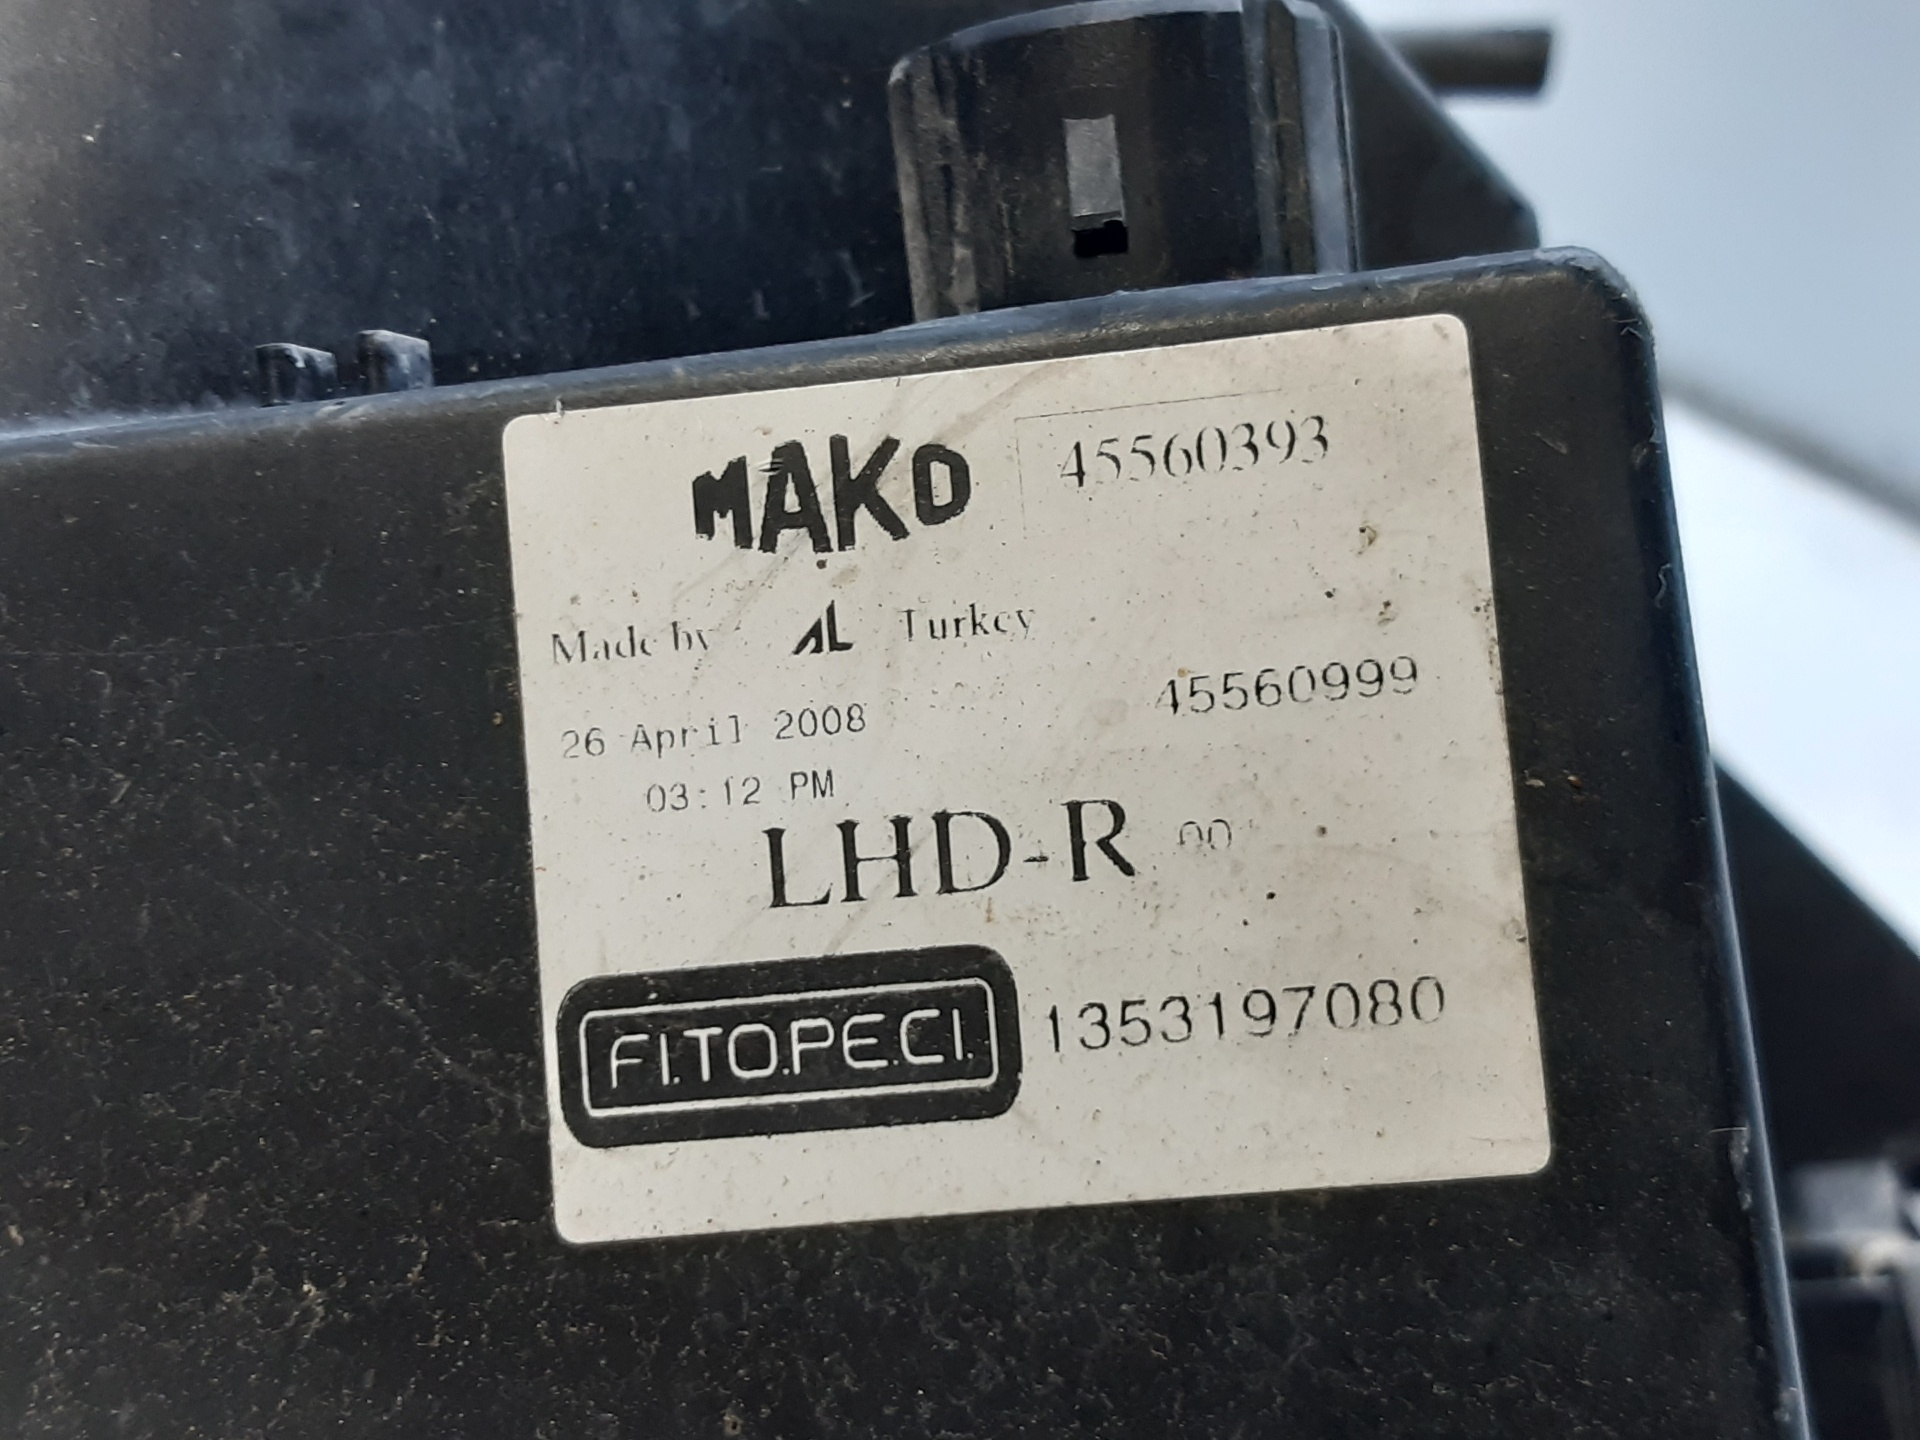 MAKO 45560393
Made by AL Turkey
26 April 2008 45560999
03:12 PM
LHD-R 00
FI.TO.PE.CI. 1353197080